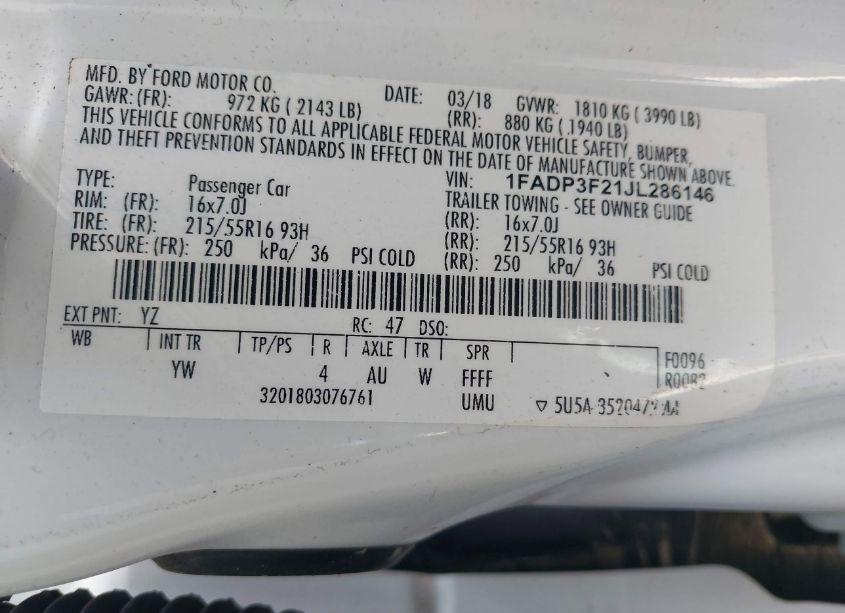 MFD. BY FORD MOTOR CO.
DATE: 03/18 GVWR: 1810 KG ( 3990 LB)
GAWR: (FR): 972 KG ( 2143 LB) (RR): 880 KG ( 1940 LB)
THIS VEHICLE CONFORMS TO ALL APPLICABLE FEDERAL MOTOR VEHICLE SAFETY, BUMPER,
AND THEFT PREVENTION STANDARDS IN EFFECT ON THE DATE OF MANUFACTURE SHOWN ABOVE.
VIN: 1FADP3F21JL286146
TYPE: Passenger Car TRAILER TOWING - SEE OWNER GUIDE
RIM: (FR): 16x7.0J (RR): 16x7.0J
TIRE: (FR): 215/55R16 93H (RR): 215/55R16 93H
PRESSURE: (FR): 250 kPa/ 36 PSI COLD (RR): 250 kPa/ 36 PSI COLD
EXT PNT: YZ RC: 47 DSO:
WB INT TR TP/PS R AXLE TR SPR F0096
YW 4 AU W FFFF R0082
3201803076761 UMU ▽ 5U5A